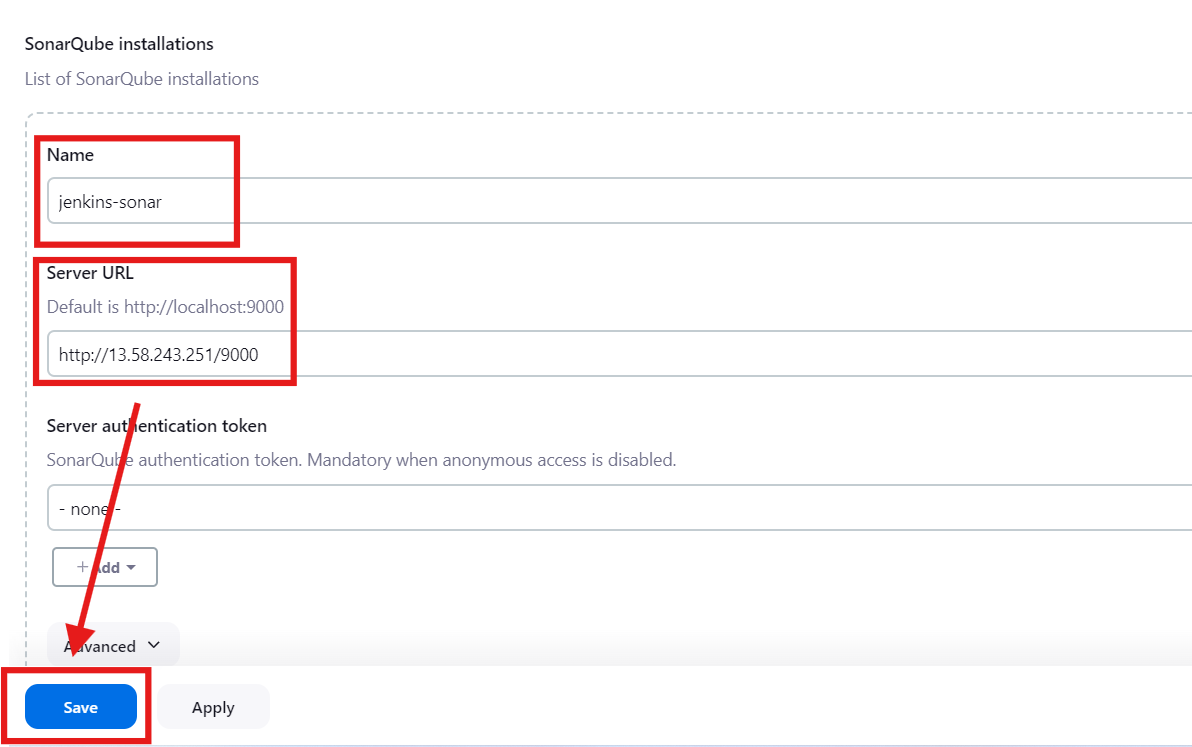 SonarQube installations
List of SonarQube installations
Name
jenkins-sonar
Server URL
Default is http://localhost:9000
http://13.58.243.251/9000
Server authentication token
SonarQube authentication token. Mandatory when anonymous access is disabled.
- none -
+ Add
Advanced
Save Apply